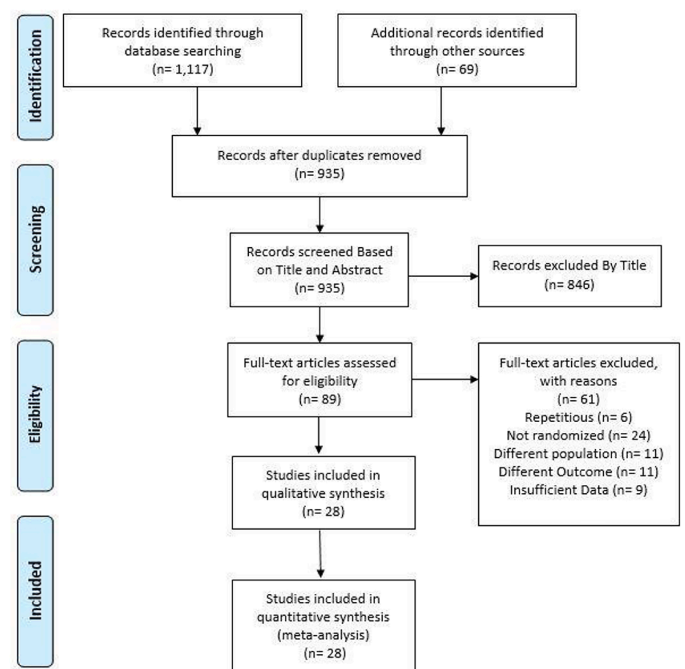 Identification
Records identified through
database searching
(n= 1,117)
Additional records identified
through other sources
(n= 69)
Records after duplicates removed
(n= 935)
Screening
Records screened Based
on Title and Abstract
(n= 935)
Records excluded By Title
(n= 846)
Eligibility
Full-text articles assessed
for eligibility
(n= 89)
Full-text articles excluded,
with reasons
(n= 61)
Repetitious (n= 6)
Not randomized (n= 24)
Different population (n= 11)
Different Outcome (n= 11)
Insufficient Data (n= 9)
Studies included in
qualitative synthesis
(n= 28)
Included
Studies included in
quantitative synthesis
(meta-analysis)
(n= 28)